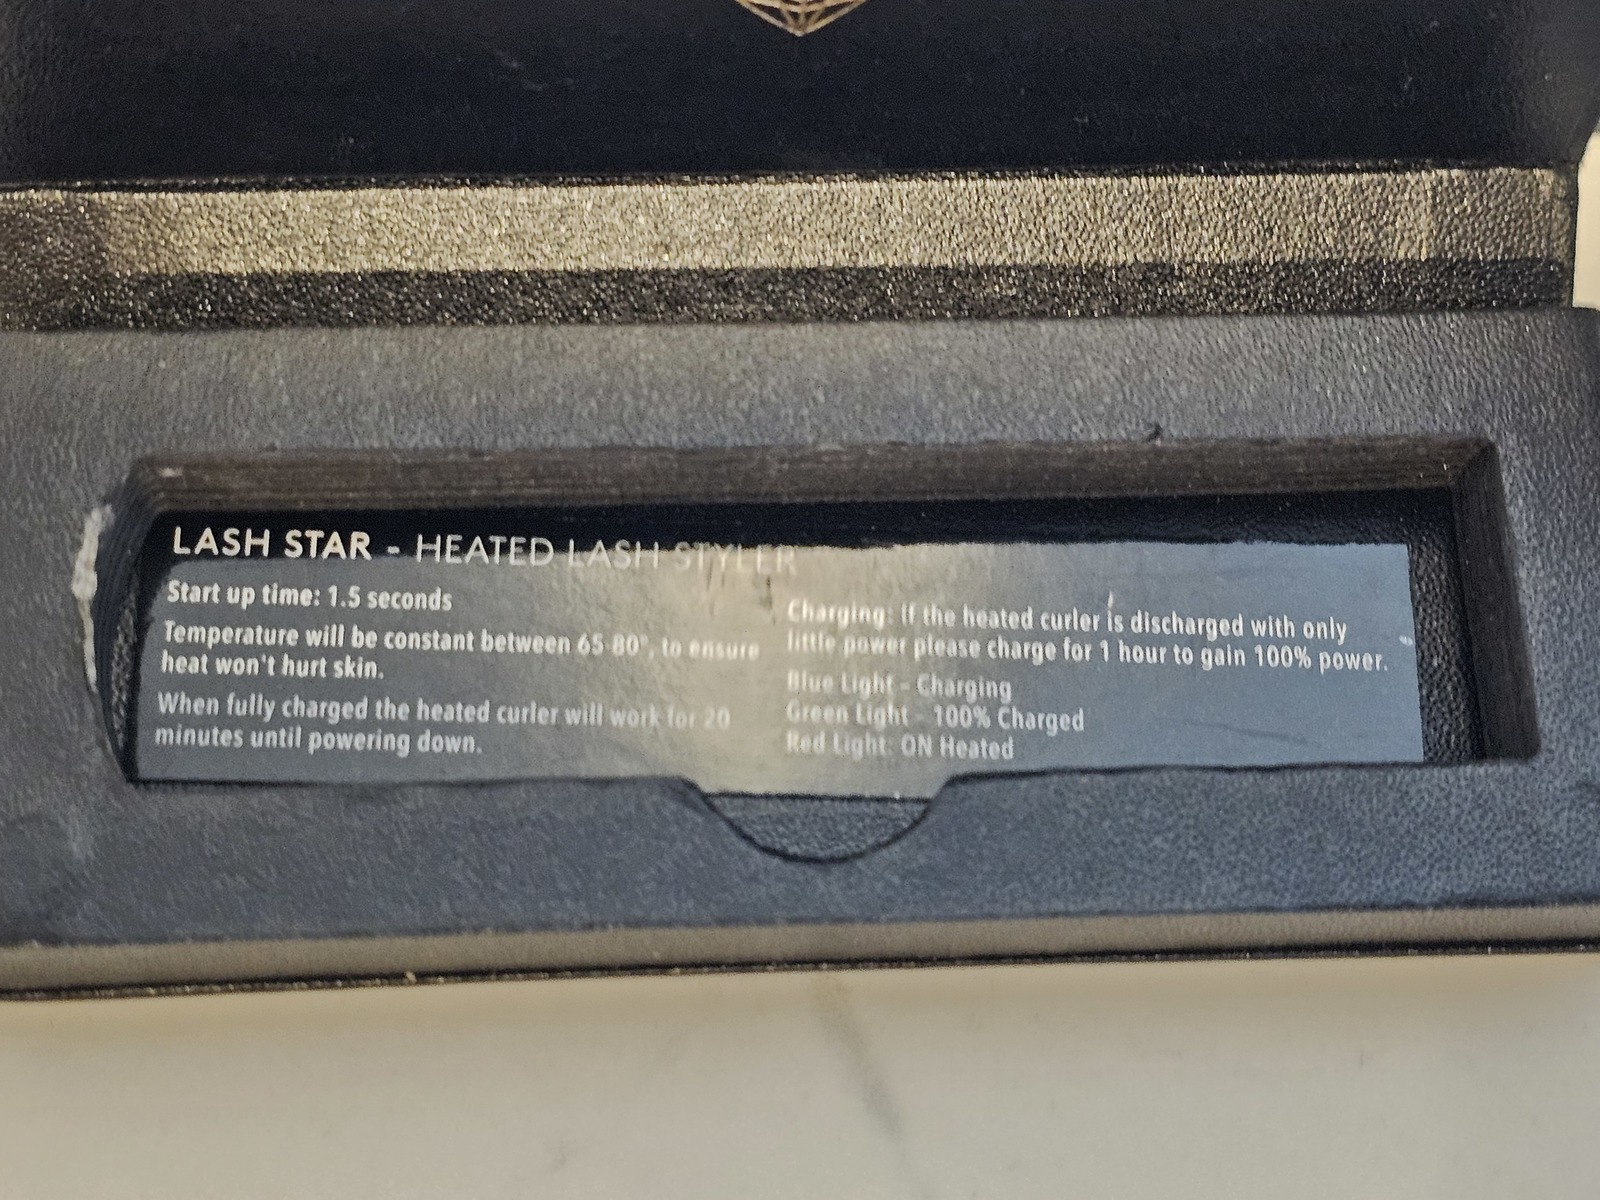 LASH STAR - HEATED LASH STYLER
Start up time: 1.5 seconds
Temperature will be constant between 65-80°, to ensure
heat won't hurt skin.
When fully charged the heated curler will work for 20
minutes until powering down.
Charging: If the heated curler is discharged with only
little power please charge for 1 hour to gain 100% power.
Blue Light - Charging
Green Light - 100% Charged
Red Light: ON Heated